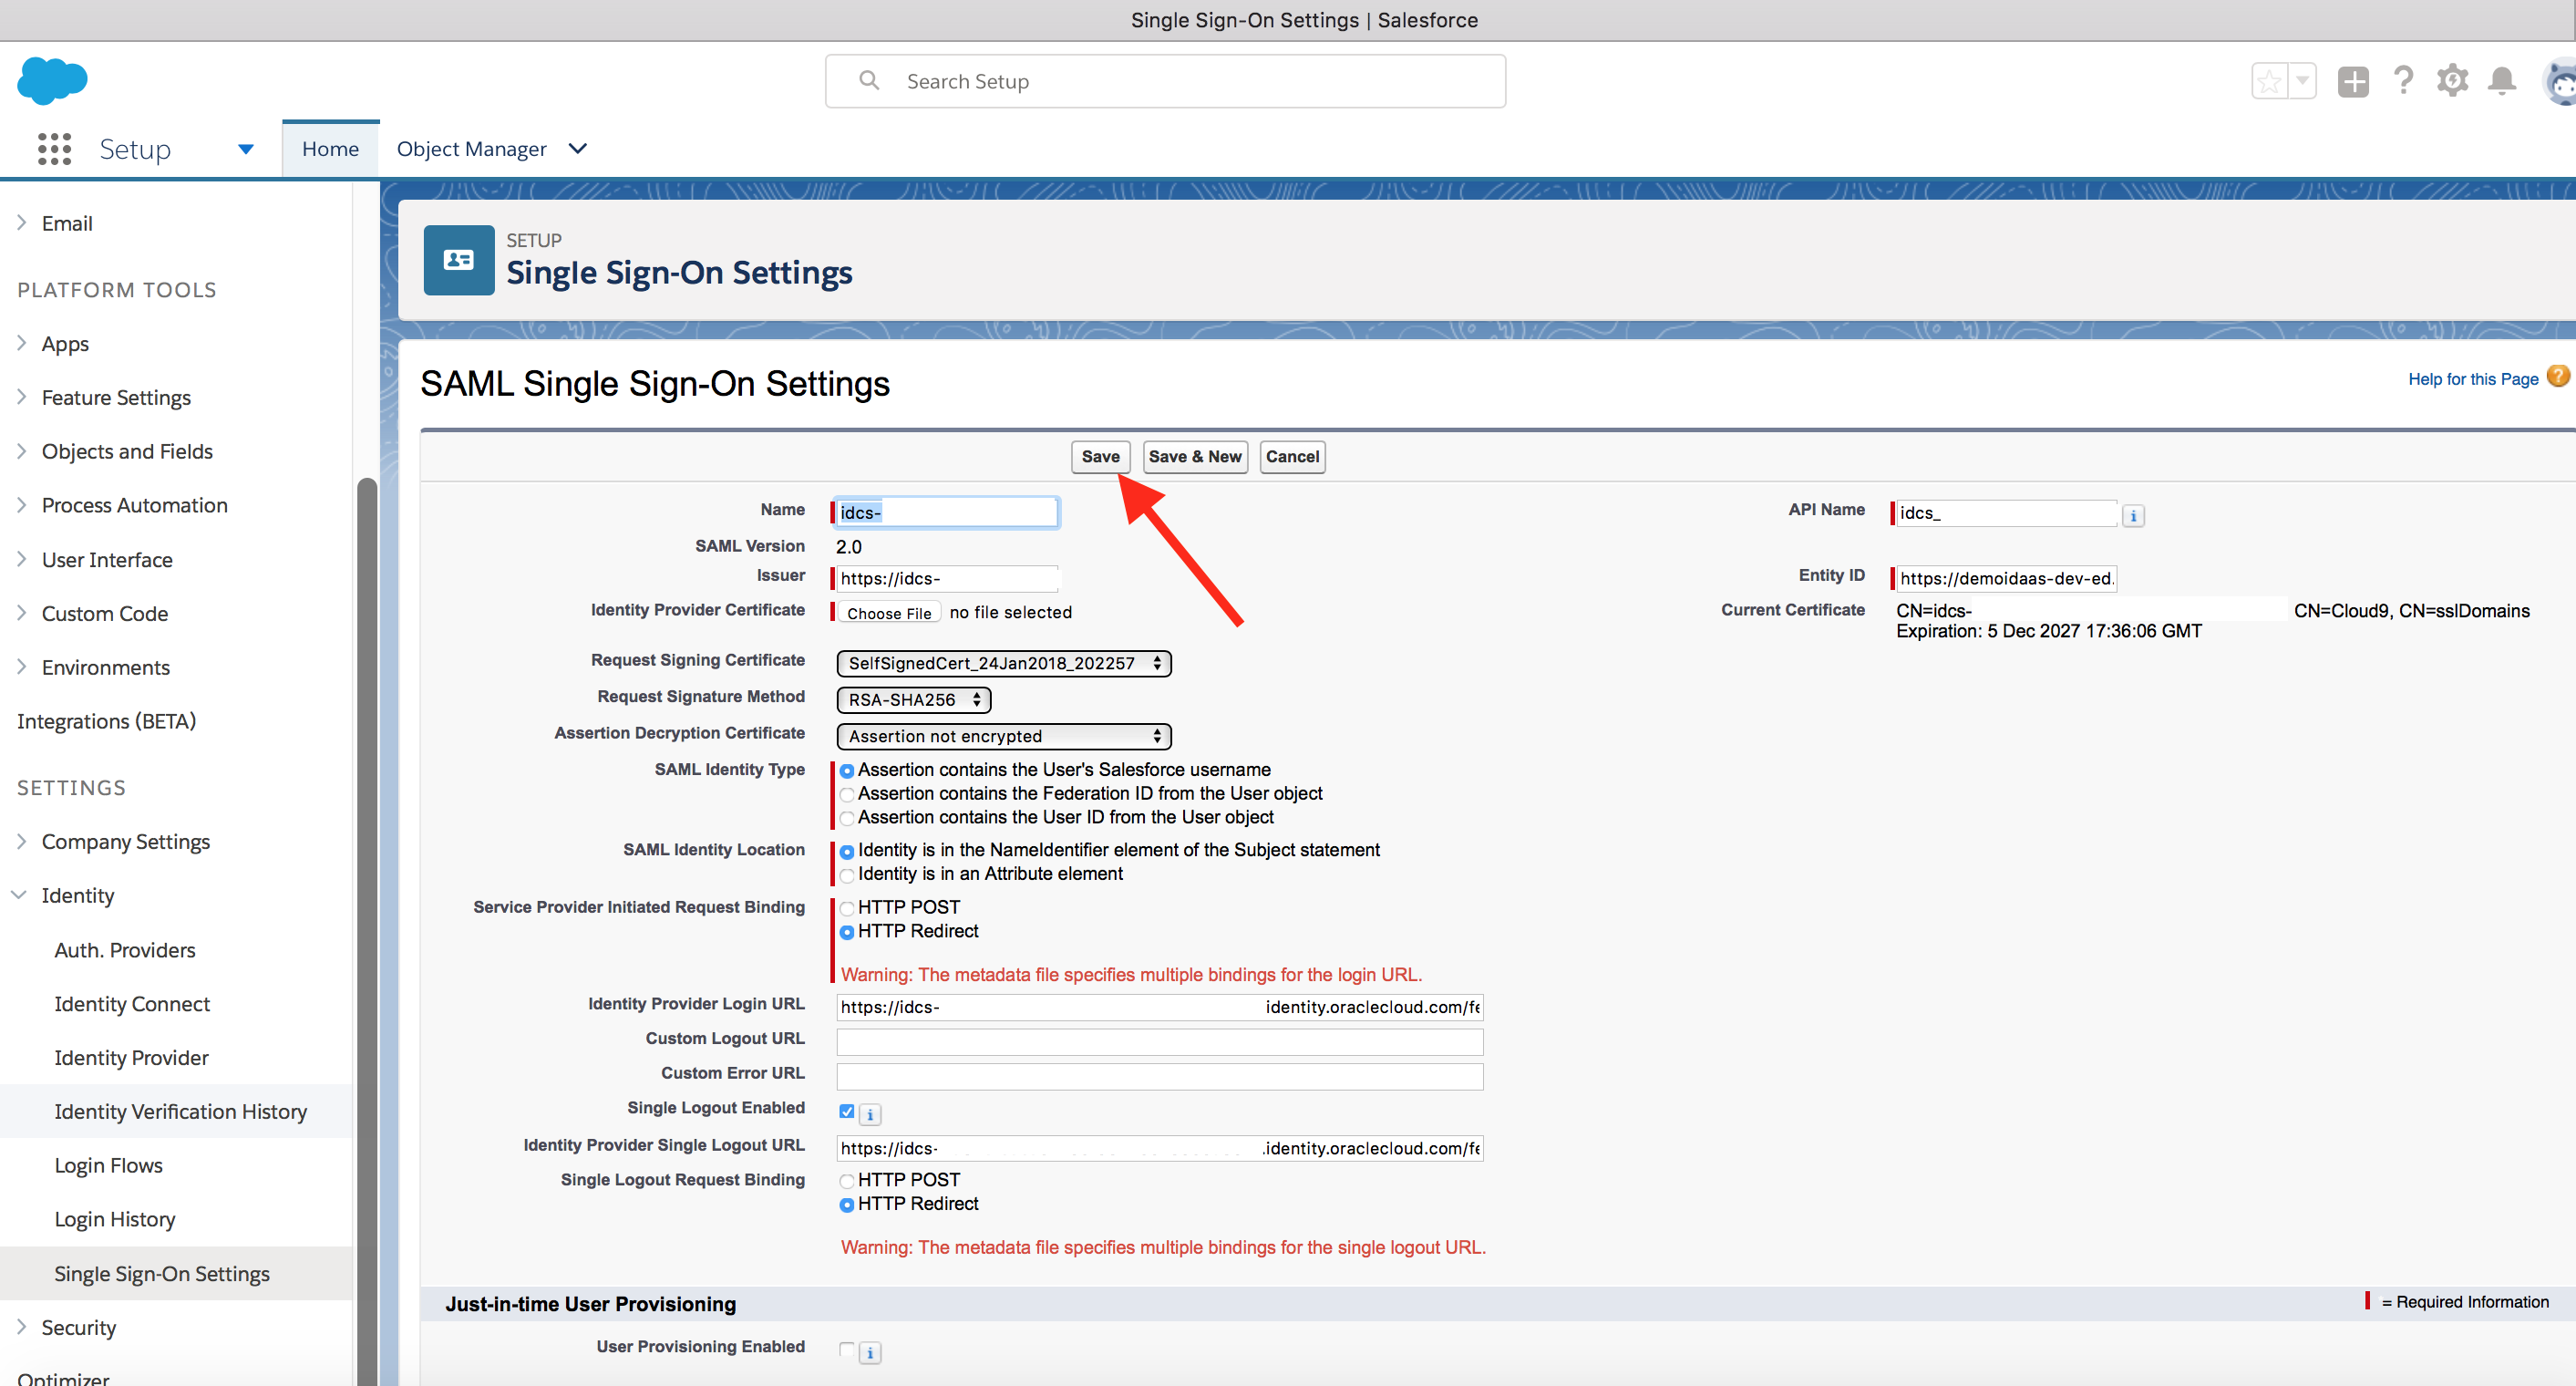 Single Sign-On Settings | Salesforce
Search Setup
Setup
Home
Object Manager
Email
PLATFORM TOOLS
Apps
Feature Settings
Objects and Fields
Process Automation
User Interface
Custom Code
Environments
Integrations (BETA)
SETTINGS
Company Settings
Identity
Auth. Providers
Identity Connect
Identity Provider
Identity Verification History
Login Flows
Login History
Single Sign-On Settings
Security
Optimizer
SETUP
Single Sign-On Settings
SAML Single Sign-On Settings
Help for this Page ?
Save Save & New Cancel
Name idcs- API Name idcs_ i
SAML Version 2.0
Issuer https://idcs- Entity ID https://demoidaas-dev-ed.
Identity Provider Certificate Choose File no file selected Current Certificate CN=idcs- CN=Cloud9, CN=sslDomains
Expiration: 5 Dec 2027 17:36:06 GMT
Request Signing Certificate SelfSignedCert_24Jan2018_202257
Request Signature Method RSA-SHA256
Assertion Decryption Certificate Assertion not encrypted
SAML Identity Type Assertion contains the User's Salesforce username
Assertion contains the Federation ID from the User object
Assertion contains the User ID from the User object
SAML Identity Location Identity is in the NameIdentifier element of the Subject statement
Identity is in an Attribute element
Service Provider Initiated Request Binding HTTP POST
HTTP Redirect
Warning: The metadata file specifies multiple bindings for the login URL.
Identity Provider Login URL https://idcs- identity.oraclecloud.com/fe
Custom Logout URL
Custom Error URL
Single Logout Enabled i
Identity Provider Single Logout URL https://idcs- .identity.oraclecloud.com/fe
Single Logout Request Binding HTTP POST
HTTP Redirect
Warning: The metadata file specifies multiple bindings for the single logout URL.
Just-in-time User Provisioning = Required Information
User Provisioning Enabled i